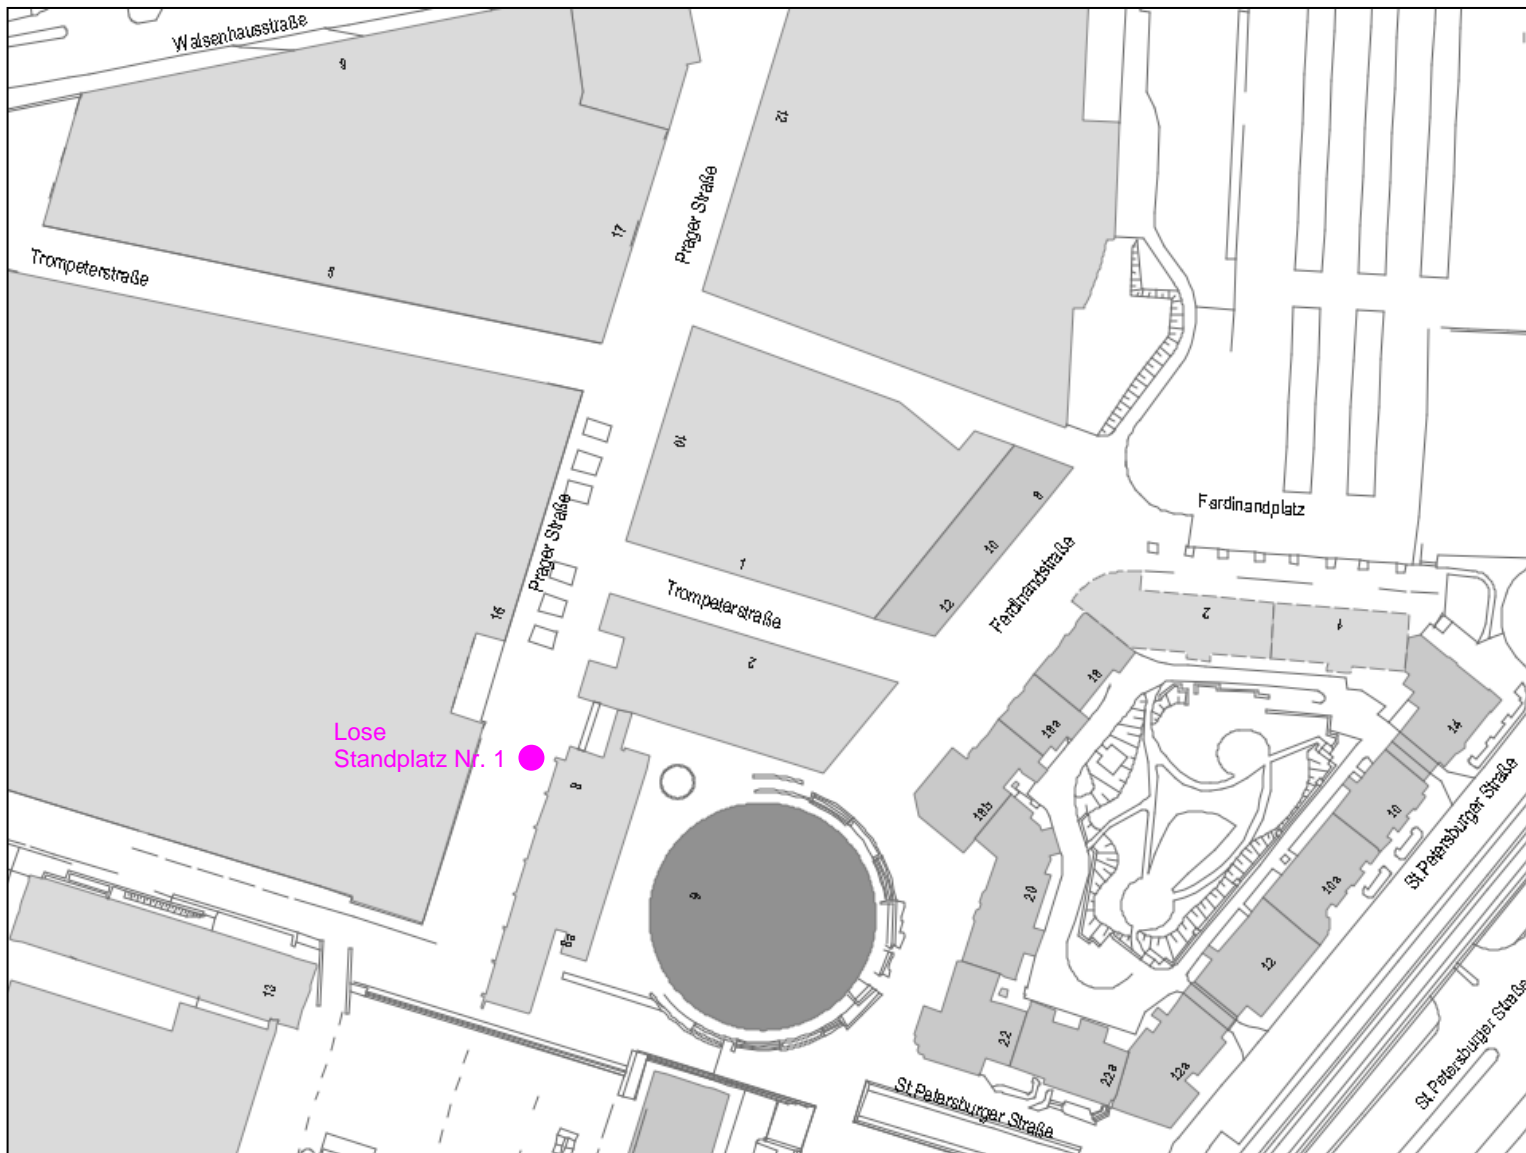 Waisenhausstraße
9
12
Prager Straße
17
Trompeterstraße
5
10
8
Ferdinandplatz
Prager Straße
10
1
Ferdinandstraße
Trompeterstraße
12
16
2
4
2
18
18a
14
Lose
Standplatz Nr. 1
8
18b
10
St.Petersburger Straße
20
10a
8a
12
13
22
22a
12a
St.Petersburger Straße
St.Petersburger Straße